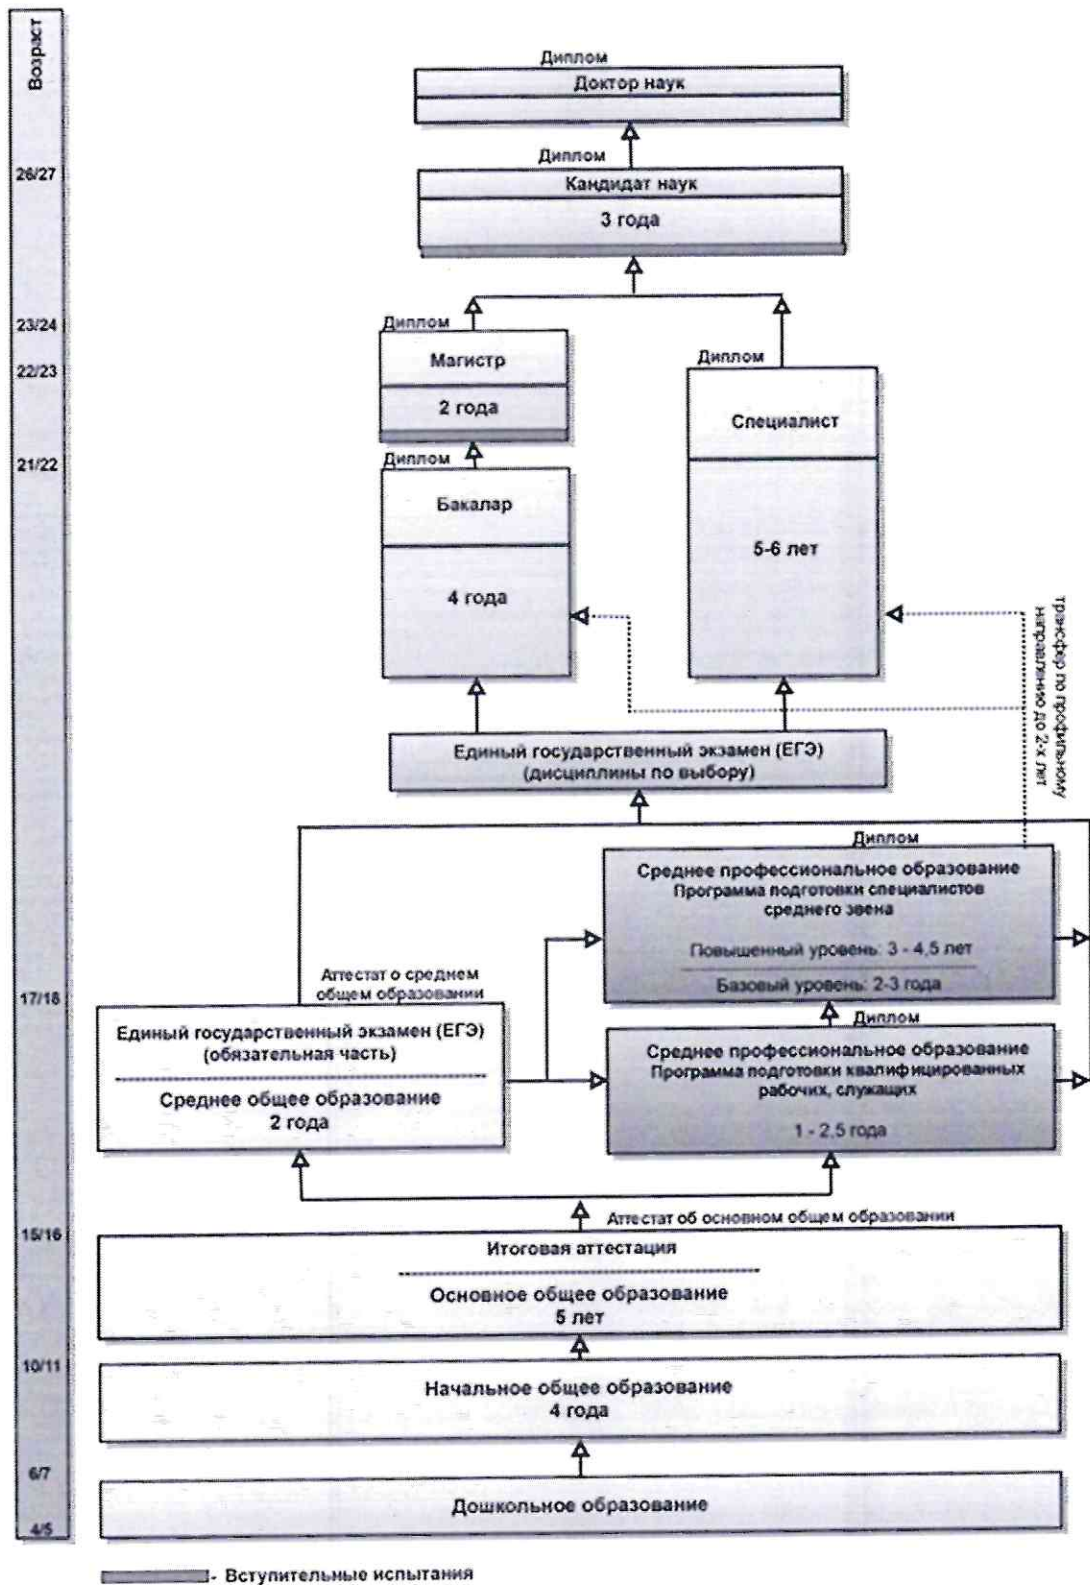 Возраст
Диплом
Доктор наук
Диплом
26/27
Кандидат наук
3 года
23/24
Диплом
Магистр
2 года
22/23
Диплом
Специалист
5-6 лет
21/22
Диплом
Бакалар
4 года
трансфер по профильному
направлению до 2-х лет
Единый государственный экзамен (ЕГЭ)
(дисциплины по выбору)
Диплом
Среднее профессиональное образование
Программа подготовки специалистов
среднего звена
Повышенный уровень: 3 - 4,5 лет
Базовый уровень: 2-3 года
17/18
Аттестат о среднем
общем образовании
Единый государственный экзамен (ЕГЭ)
(обязательная часть)
Среднее общее образование
2 года
Диплом
Среднее профессиональное образование
Программа подготовки квалифицированных
рабочих, служащих
1 - 2,5 года
15/16
Аттестат об основном общем образовании
Итоговая аттестация
Основное общее образование
5 лет
10/11
Начальное общее образование
4 года
6/7
Дошкольное образование
4/5
- Вступительные испытания